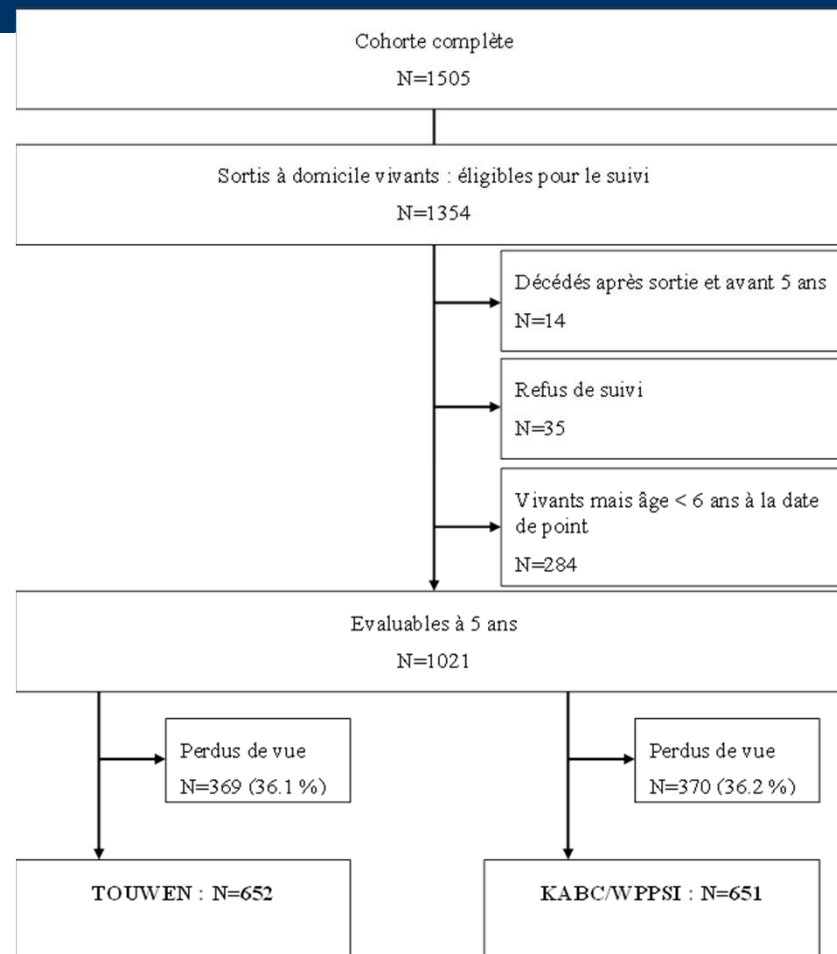 Cohorte complète
N=1505
Sortis à domicile vivants : éligibles pour le suivi
N=1354
Décédés après sortie et avant 5 ans
N=14
Refus de suivi
N=35
Vivants mais âge < 6 ans à la date
de point
N=284
Evaluables à 5 ans
N=1021
Perdus de vue
N=369 (36.1 %)
Perdus de vue
N=370 (36.2 %)
TOUWEN : N=652
KABC/WPPSI : N=651